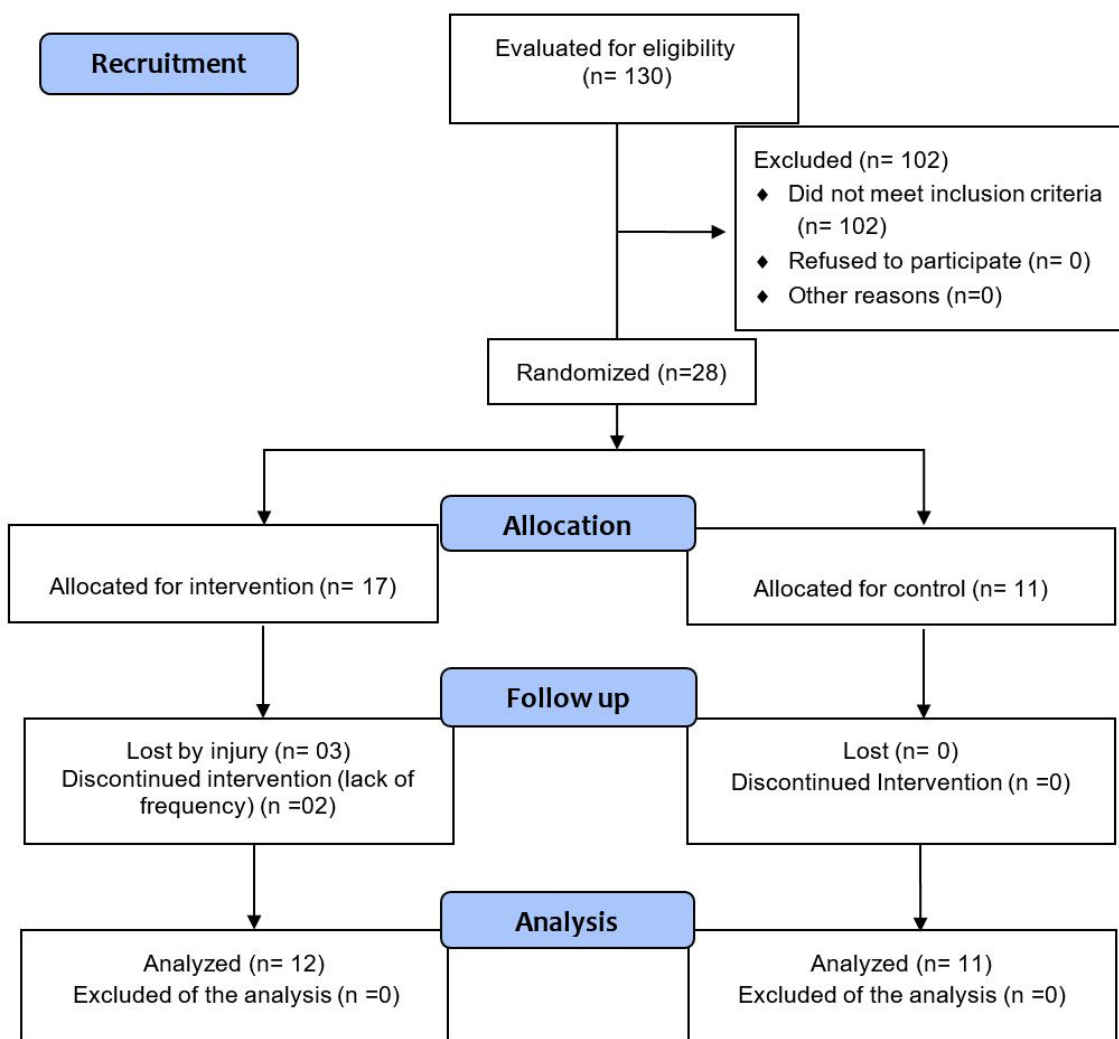 Recruitment
Evaluated for eligibility
(n= 130)
Excluded (n= 102)
♦ Did not meet inclusion criteria
(n= 102)
♦ Refused to participate (n= 0)
♦ Other reasons (n=0)
Randomized (n=28)
Allocation
Allocated for intervention (n= 17)
Allocated for control (n= 11)
Follow up
Lost by injury (n= 03)
Discontinued intervention (lack of
frequency) (n =02)
Lost (n= 0)
Discontinued Intervention (n =0)
Analysis
Analyzed (n= 12)
Excluded of the analysis (n =0)
Analyzed (n= 11)
Excluded of the analysis (n =0)